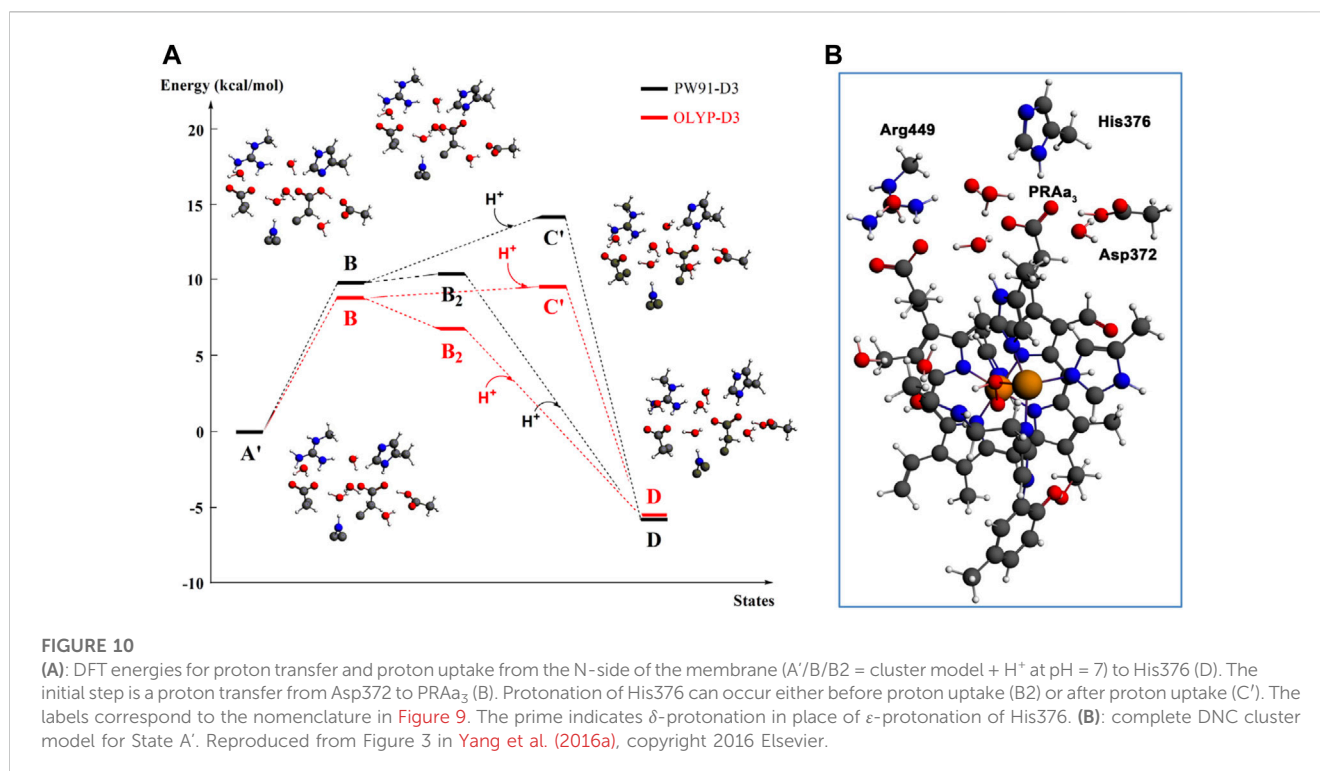 A
Energy (kcal/mol)
20
15
10
5
0
-5
-10
PW91-D3
OLYP-D3
H⁺
C'
H⁺
B
B
B₂
C'
B₂
H⁺
H⁺
A'
D
D
States
B
His376
Arg449
PRAa₃
Asp372
FIGURE 10
(A): DFT energies for proton transfer and proton uptake from the N-side of the membrane (A′/B/B2 = cluster model + H⁺ at pH = 7) to His376 (D). The
initial step is a proton transfer from Asp372 to PRAa₃ (B). Protonation of His376 can occur either before proton uptake (B2) or after proton uptake (C′). The
labels correspond to the nomenclature in Figure 9. The prime indicates δ-protonation in place of ε-protonation of His376. (B): complete DNC cluster
model for State A′. Reproduced from Figure 3 in Yang et al. (2016a), copyright 2016 Elsevier.